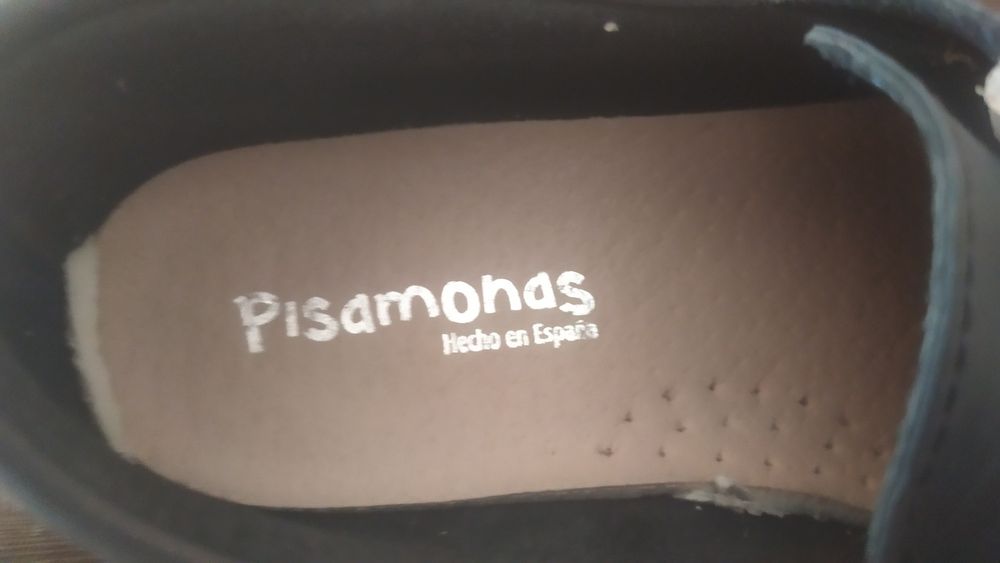 Pisamonas
Hecho en España